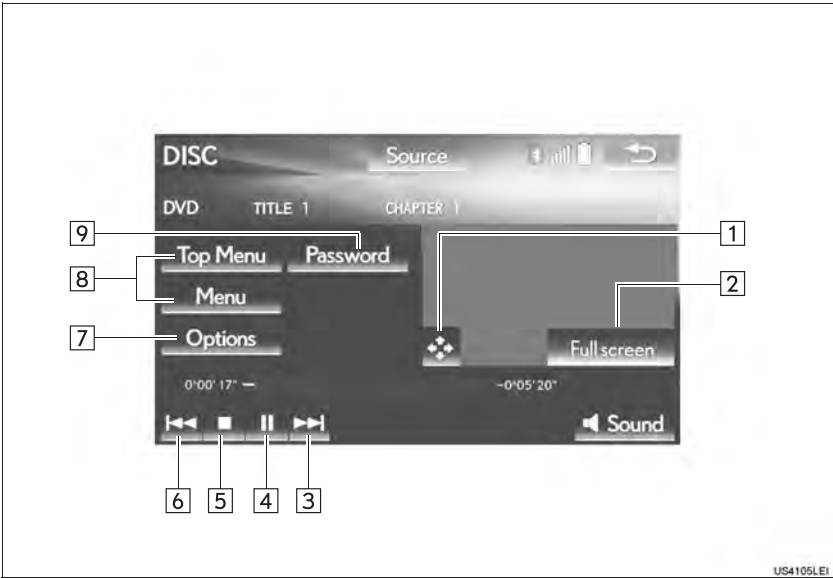 DISC Source
DVD TITLE 1 CHAPTER 1
9 1
Top Menu Password
8 2
Menu
7 Options Full screen
0°00'17" -0°05'20"
Sound
6 5 4 3
US4105LEI